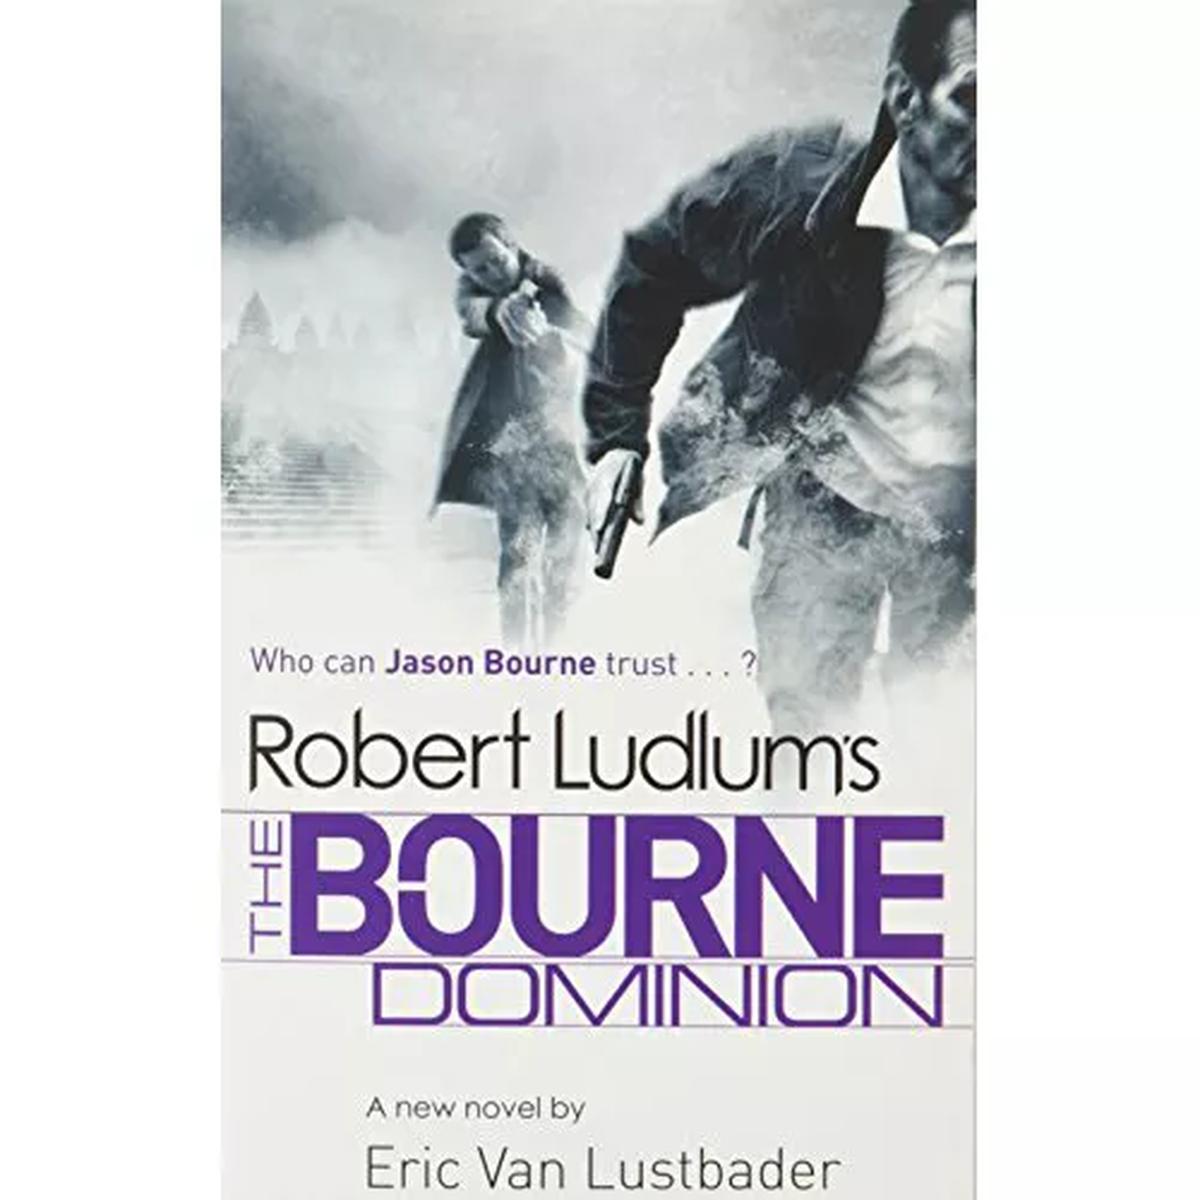 Who can Jason Bourne trust . . . ?
Robert Ludlum's
THE BOURNE
DOMINION
A new novel by
Eric Van Lustbader